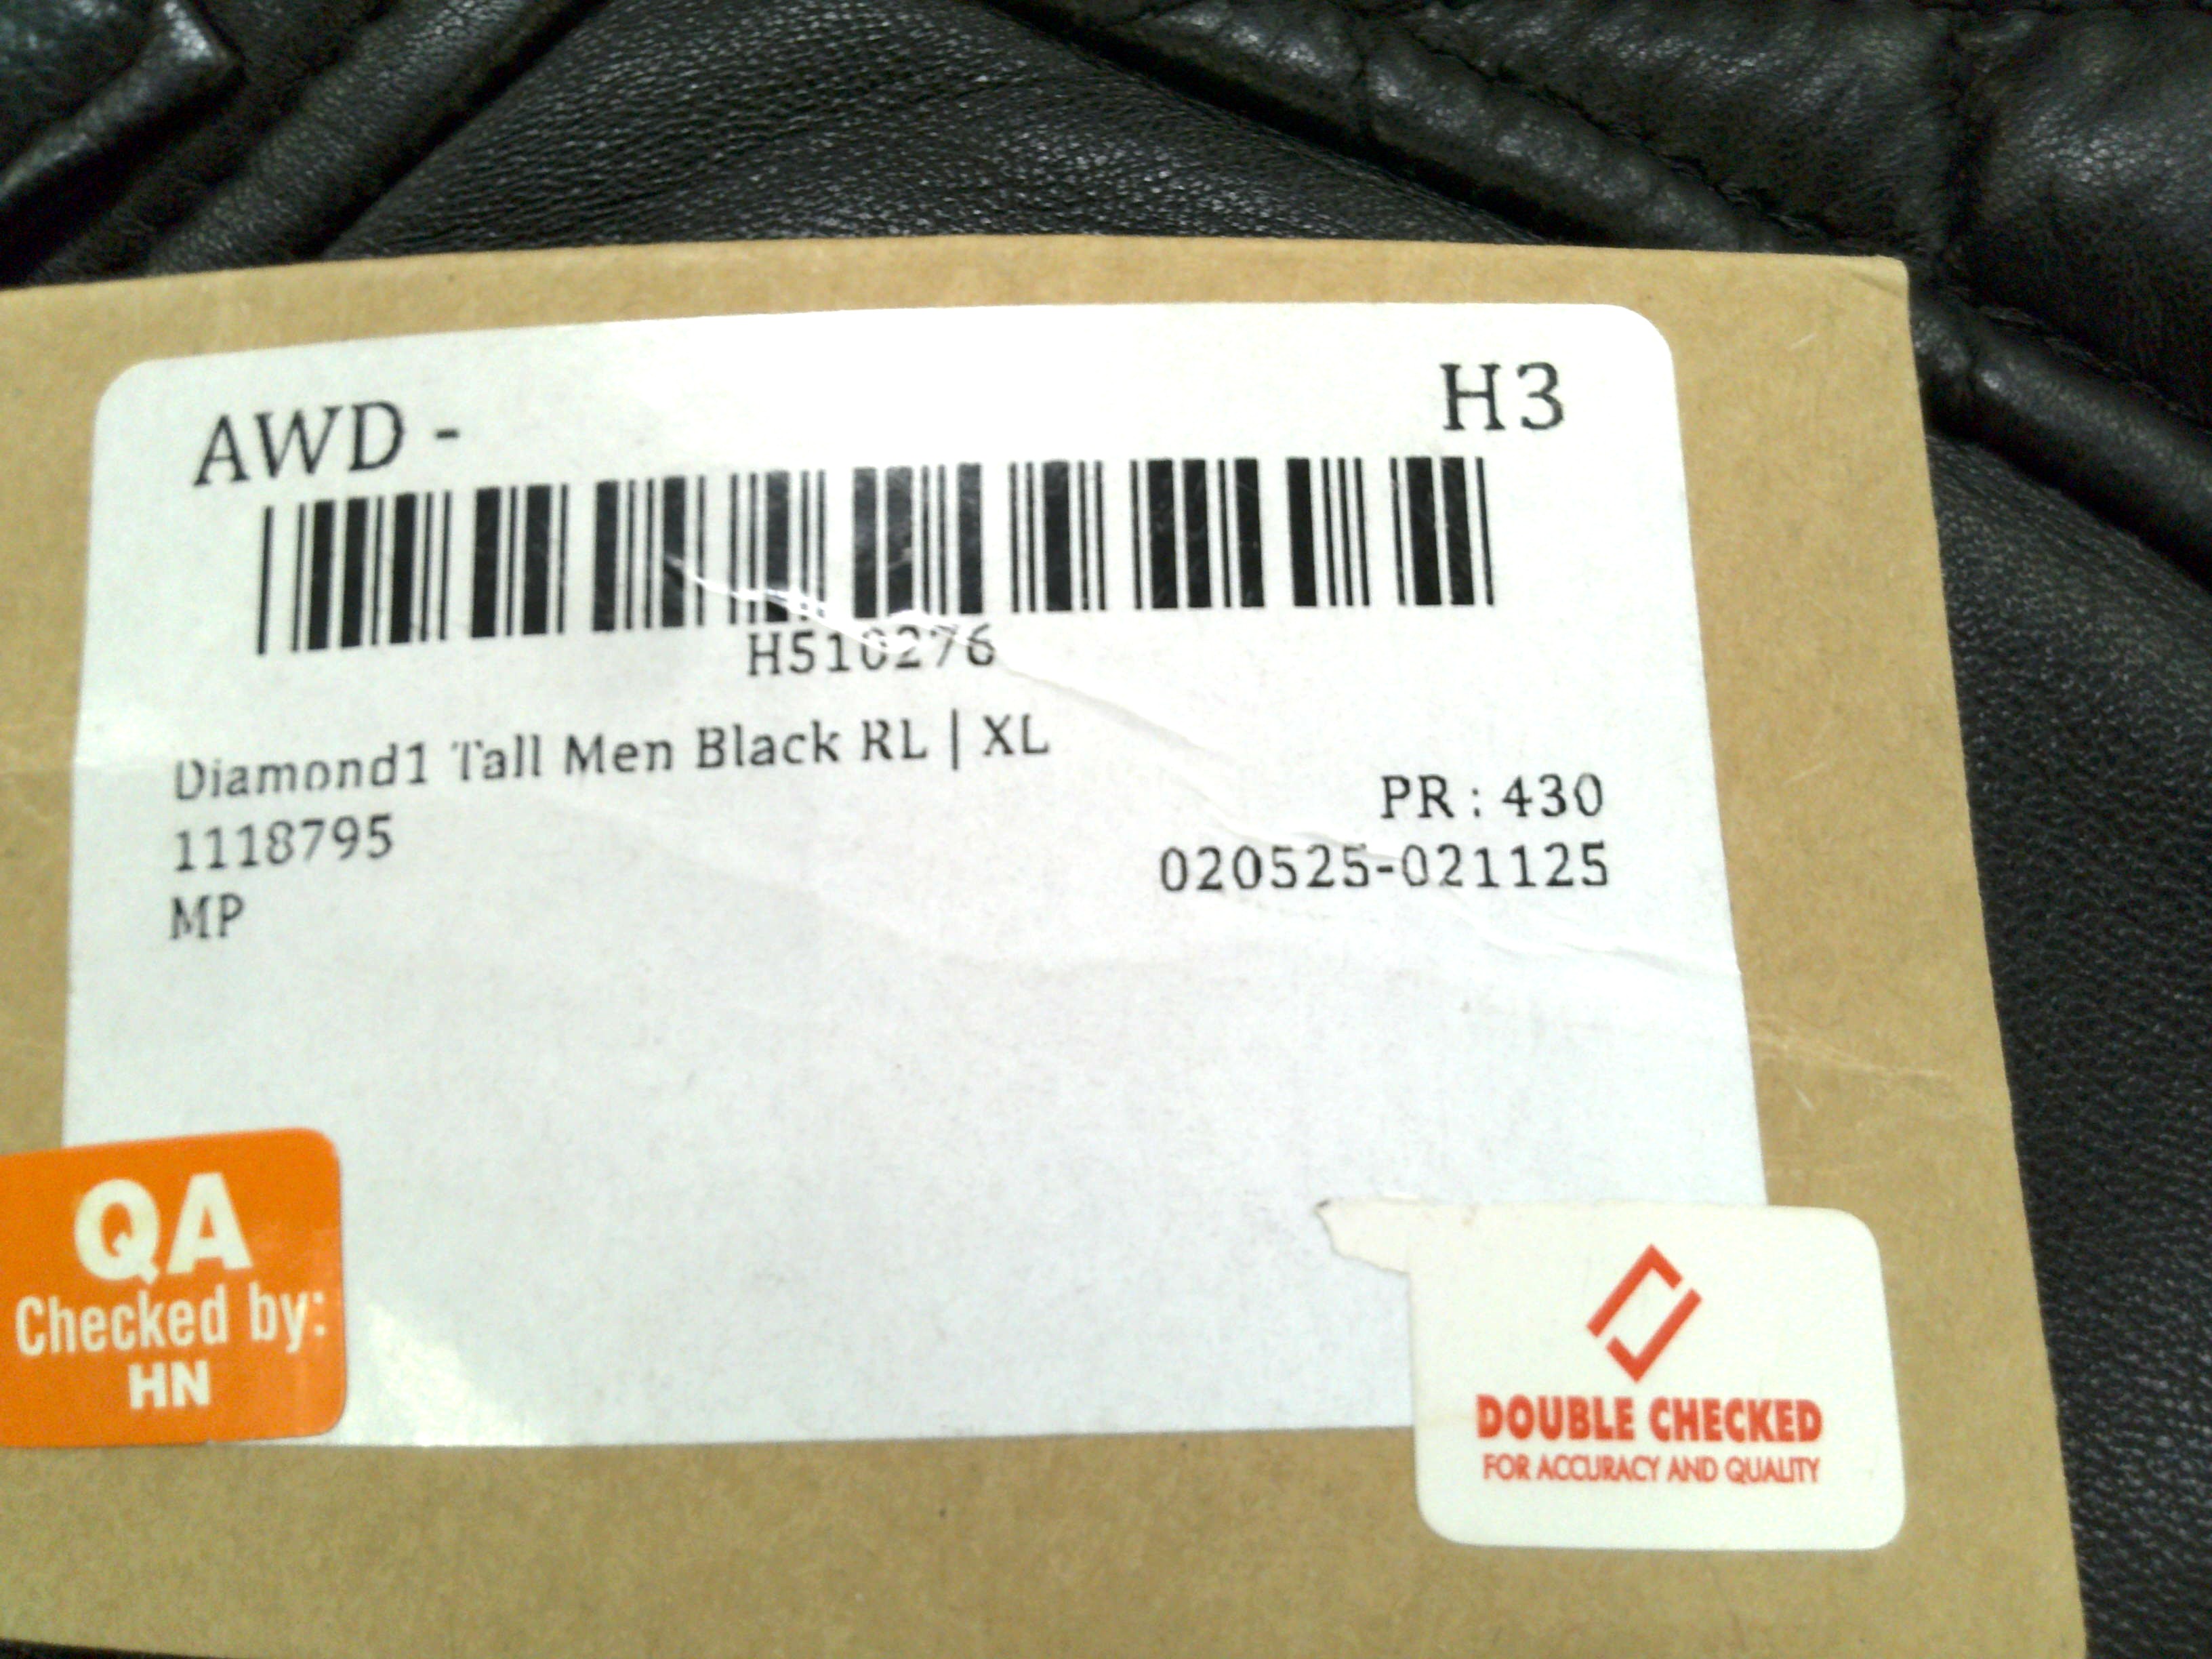 AWD -
H3
H510276
Diamond1 Tall Men Black RL | XL
PR : 430
1118795
020525-021125
MP
QA
Checked by:
HN
DOUBLE CHECKED
FOR ACCURACY AND QUALITY